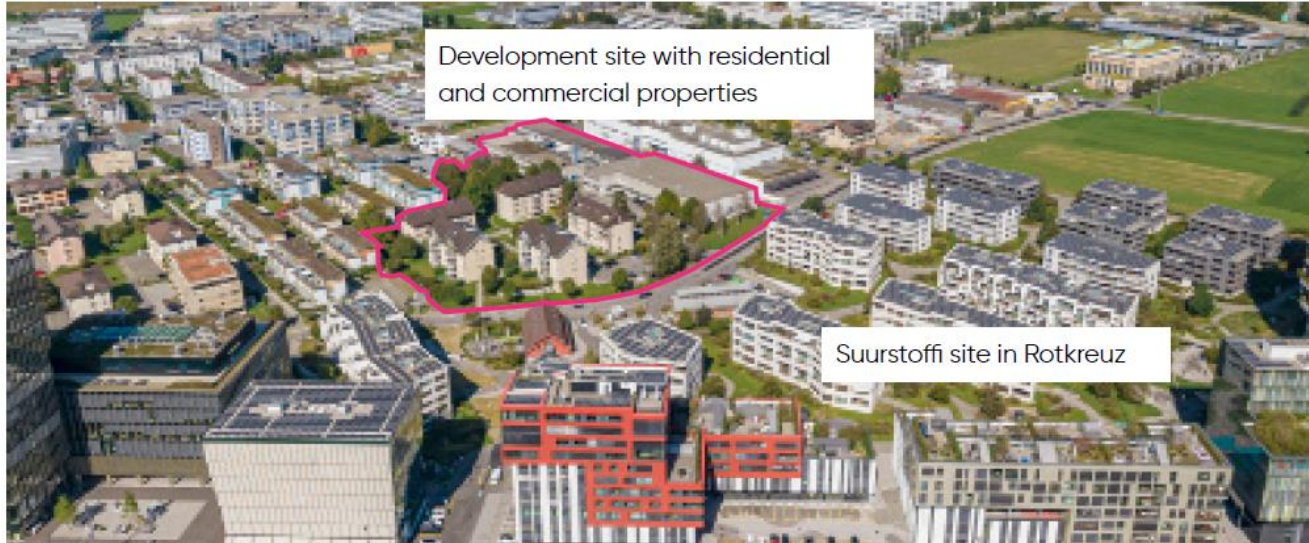 Development site with residential
and commercial properties
Suurstoffi site in Rotkreuz